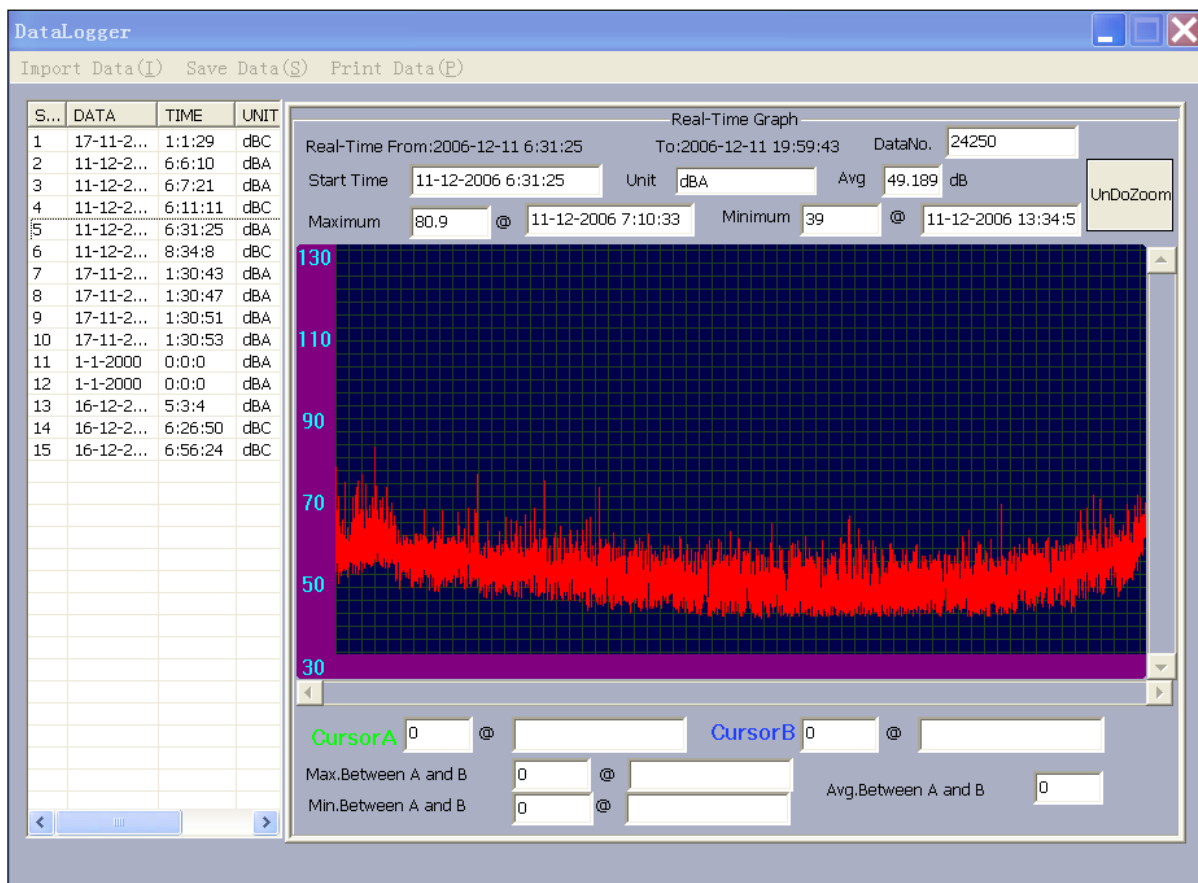 DataLogger
Import Data(I) Save Data(S) Print Data(P)
S... DATA TIME UNIT
1 17-11-2... 1:1:29 dBC
2 11-12-2... 6:6:10 dBA
3 11-12-2... 6:7:21 dBA
4 11-12-2... 6:11:11 dBC
5 11-12-2... 6:31:25 dBA
6 11-12-2... 8:34:8 dBC
7 17-11-2... 1:30:43 dBA
8 17-11-2... 1:30:47 dBA
9 17-11-2... 1:30:51 dBA
10 17-11-2... 1:30:53 dBA
11 1-1-2000 0:0:0 dBA
12 1-1-2000 0:0:0 dBA
13 16-12-2... 5:3:4 dBA
14 16-12-2... 6:26:50 dBC
15 16-12-2... 6:56:24 dBC
Real-Time Graph
Real-Time From:2006-12-11 6:31:25 To:2006-12-11 19:59:43 DataNo. 24250
Start Time 11-12-2006 6:31:25 Unit dBA Avg 49.189 dB
UnDoZoom
Maximum 80.9 @ 11-12-2006 7:10:33 Minimum 39 @ 11-12-2006 13:34:5
130
110
90
70
50
30
CursorA 0 @ CursorB 0 @
Max.Between A and B 0 @
Avg.Between A and B 0
Min.Between A and B 0 @